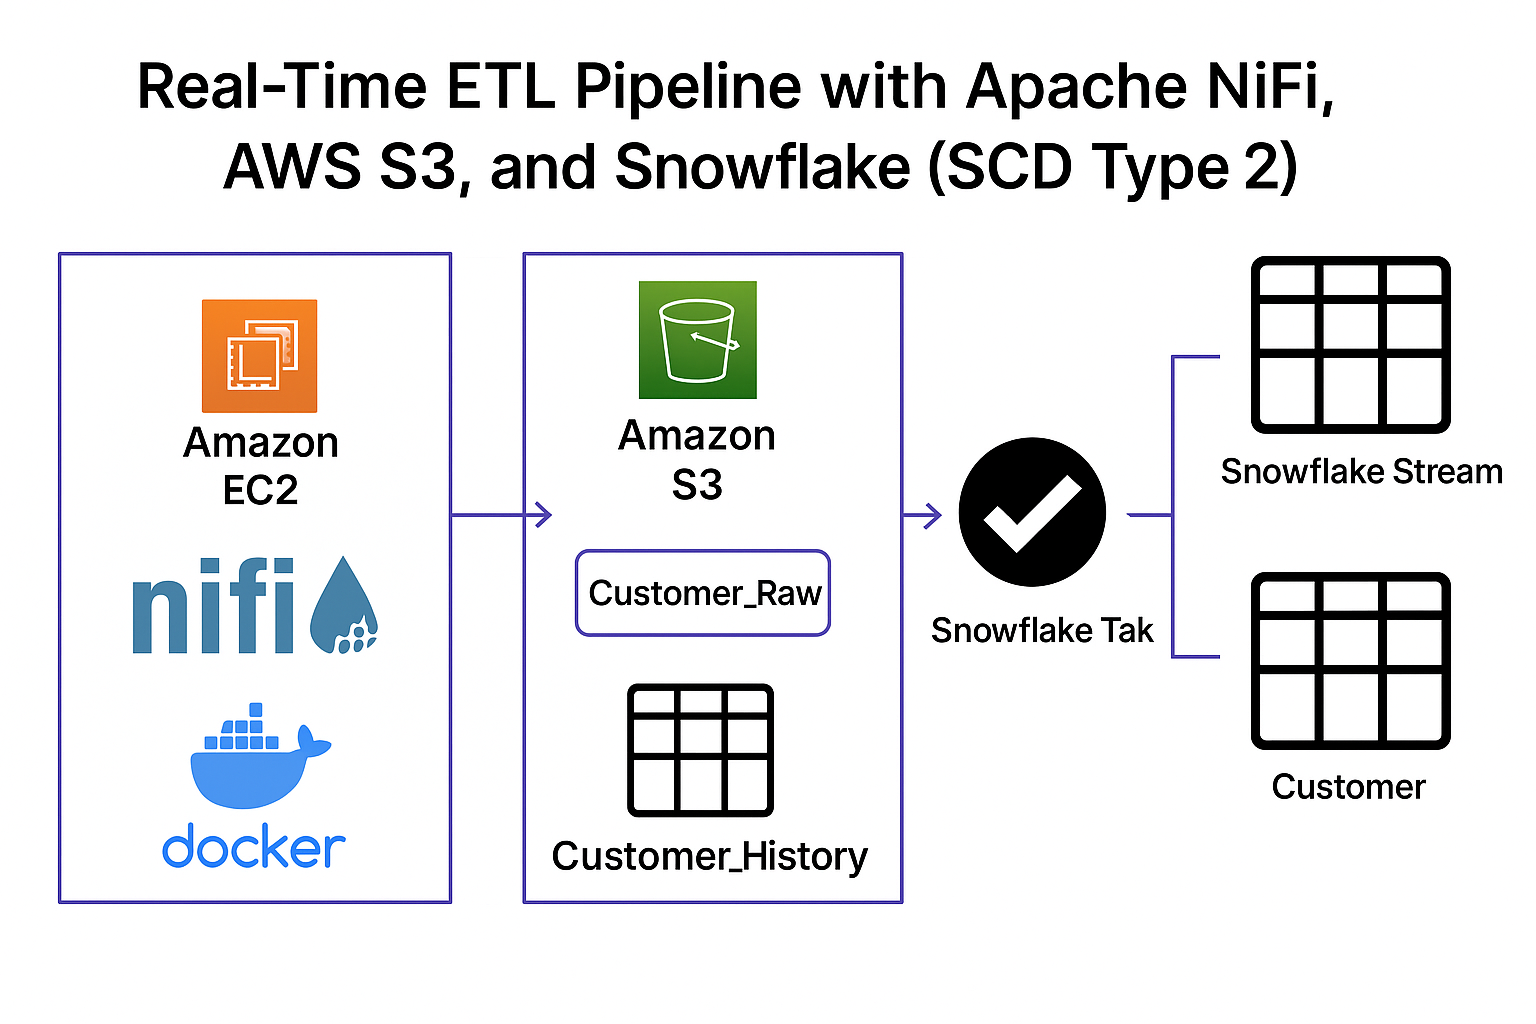 Real-Time ETL Pipeline with Apache NiFi,
AWS S3, and Snowflake (SCD Type 2)
Amazon
EC2
nifi
docker
Amazon
S3
Customer_Raw
Customer_History
Snowflake Tak
Snowflake Stream
Customer